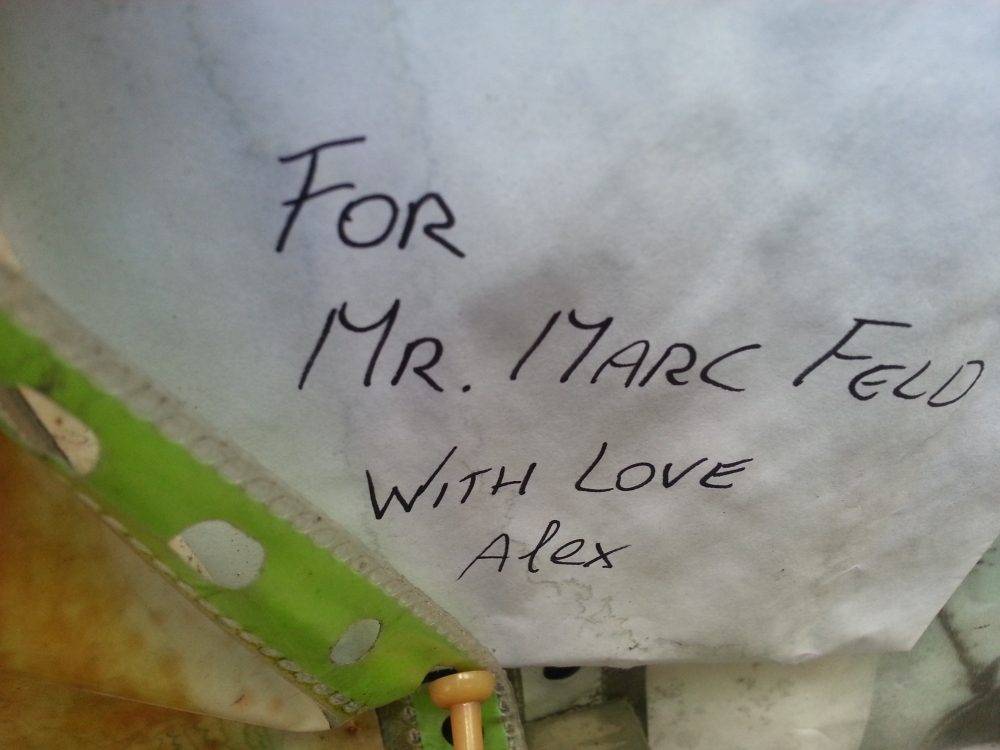 FOR
MR. MARC FELD
WITH LOVE
Alex